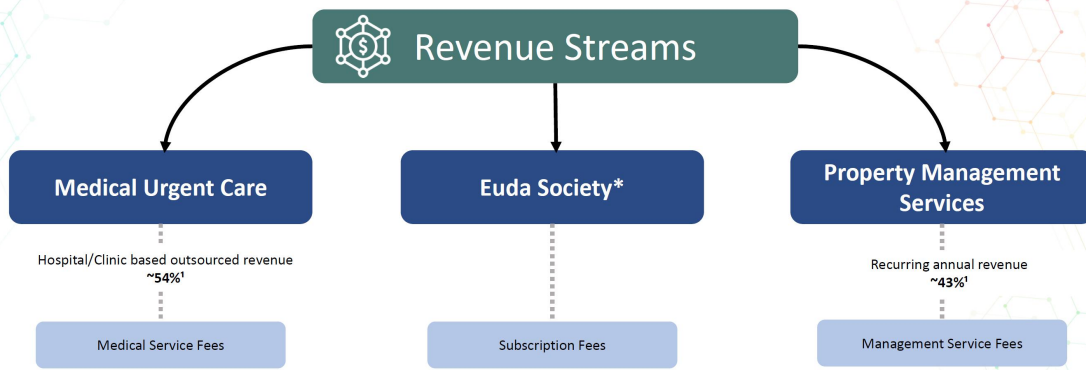 $
Revenue Streams
Medical Urgent Care
Euda Society*
Property Management
Services
Hospital/Clinic based outsourced revenue
~54%¹
Recurring annual revenue
~43%¹
Medical Service Fees
Subscription Fees
Management Service Fees